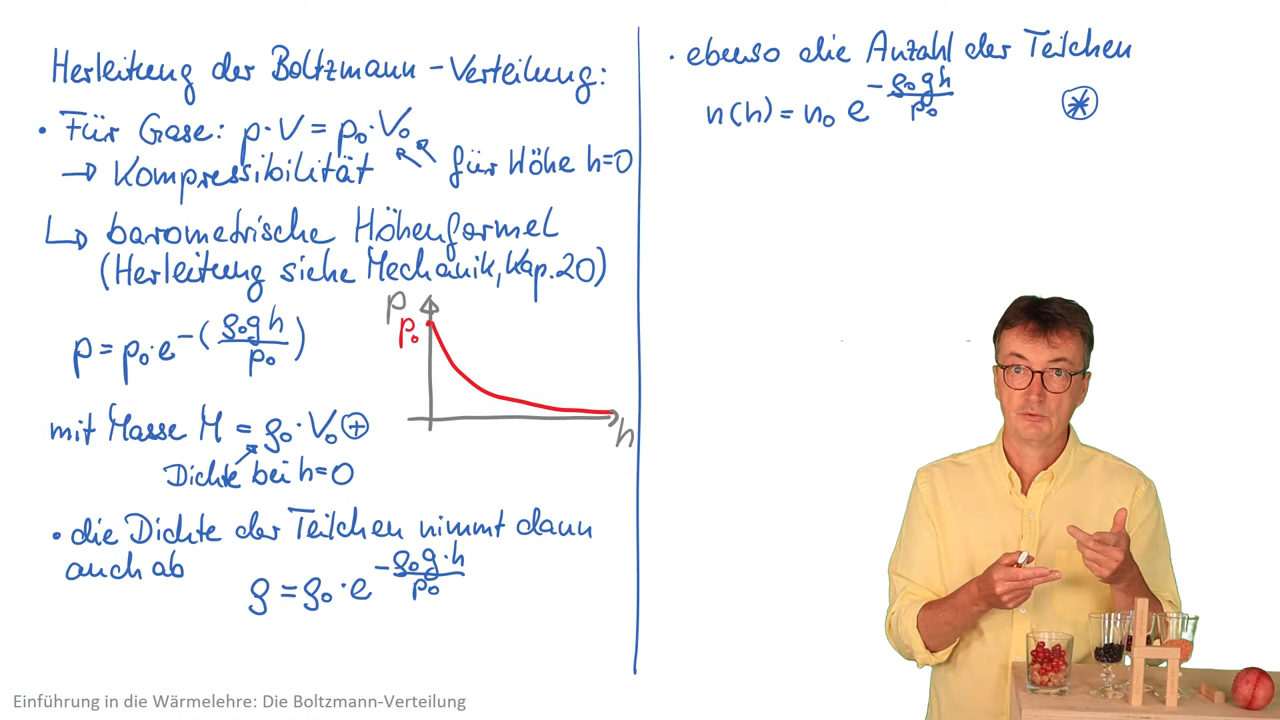 Herleitung der Boltzmann-Verteilung:
• Für Gase: p·V = p₀·V₀
→ Kompressibilität
für Höhe h=0
↳ barometrische Höhenformel
(Herleitung siehe Mechanik, Kap. 20)
p = p₀·e^-(ρ₀gh/p₀)
p
p₀
h
mit Masse M = ρ₀·V₀ ⊕
Dichte bei h=0
• die Dichte der Teilchen nimmt dann
auch ab
ρ = ρ₀·e^-(ρ₀g·h/p₀)
• ebenso die Anzahl der Teilchen
n(h) = n₀ e^-(ρ₀gh/p₀) ⊛
Einführung in die Wärmelehre: Die Boltzmann-Verteilung